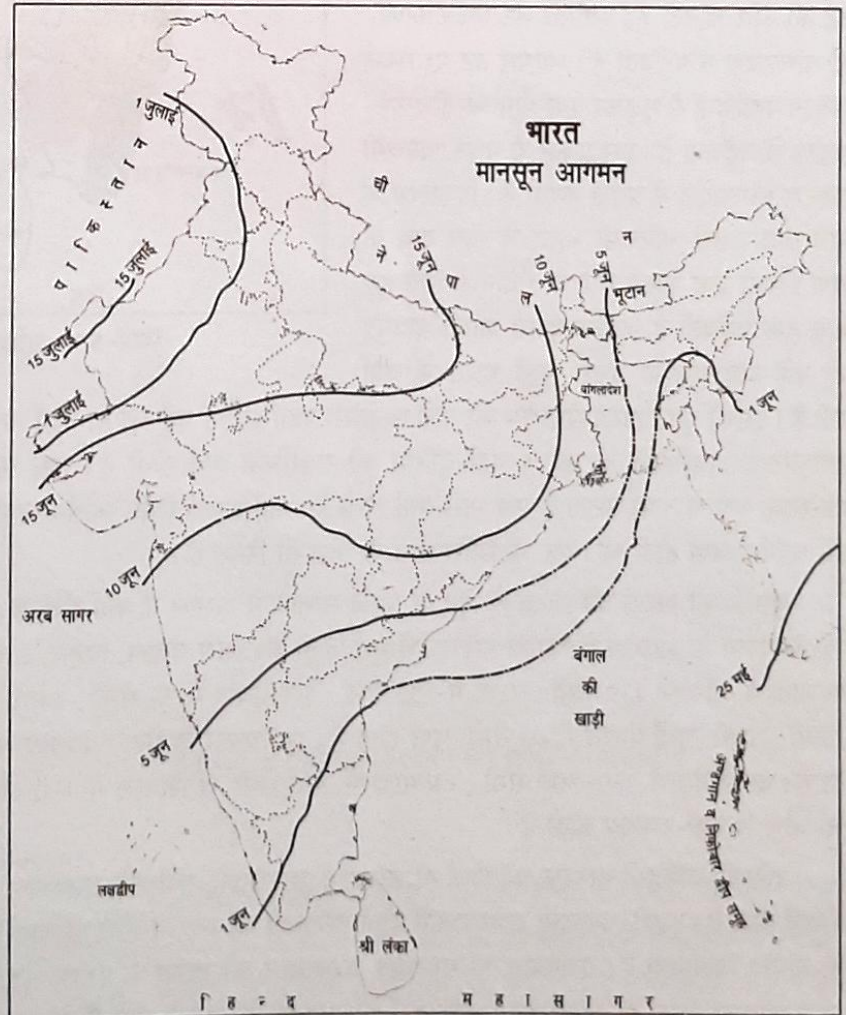 भारत
मानसून आगमन
1 जुलाई
पाकिस्तान
15 जुलाई
15 जुलाई
1 जुलाई
15 जून
ची
न
ने
पा
ल
15 जून
10 जून
5 जून
भूटान
बांगलादेश
1 जून
10 जून
अरब सागर
5 जून
बंगाल
की
खाड़ी
25 मई
अण्डमान व निकोबार द्वीप समूह
लक्षद्वीप
1 जून
श्री लंका
हिन्द महासागर